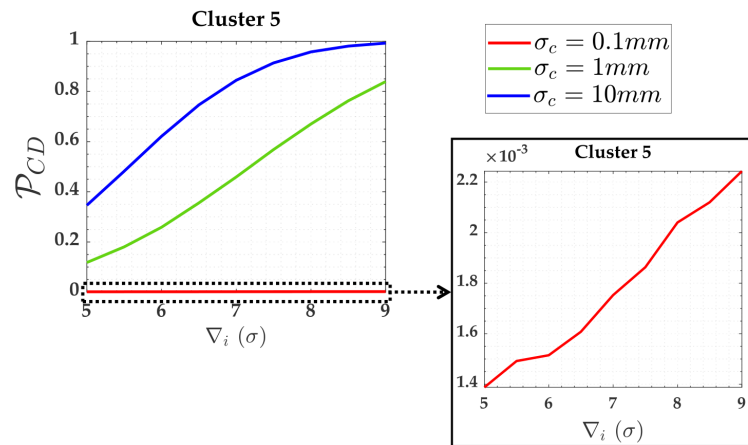 Cluster 5
1
0.8
0.6
0.4
0.2
0
𝒫_CD
5 6 7 8 9
∇_i (σ)
σ_c = 0.1mm
σ_c = 1mm
σ_c = 10mm
×10^-3
Cluster 5
2.2
2
1.8
1.6
1.4
5 6 7 8 9
∇_i (σ)